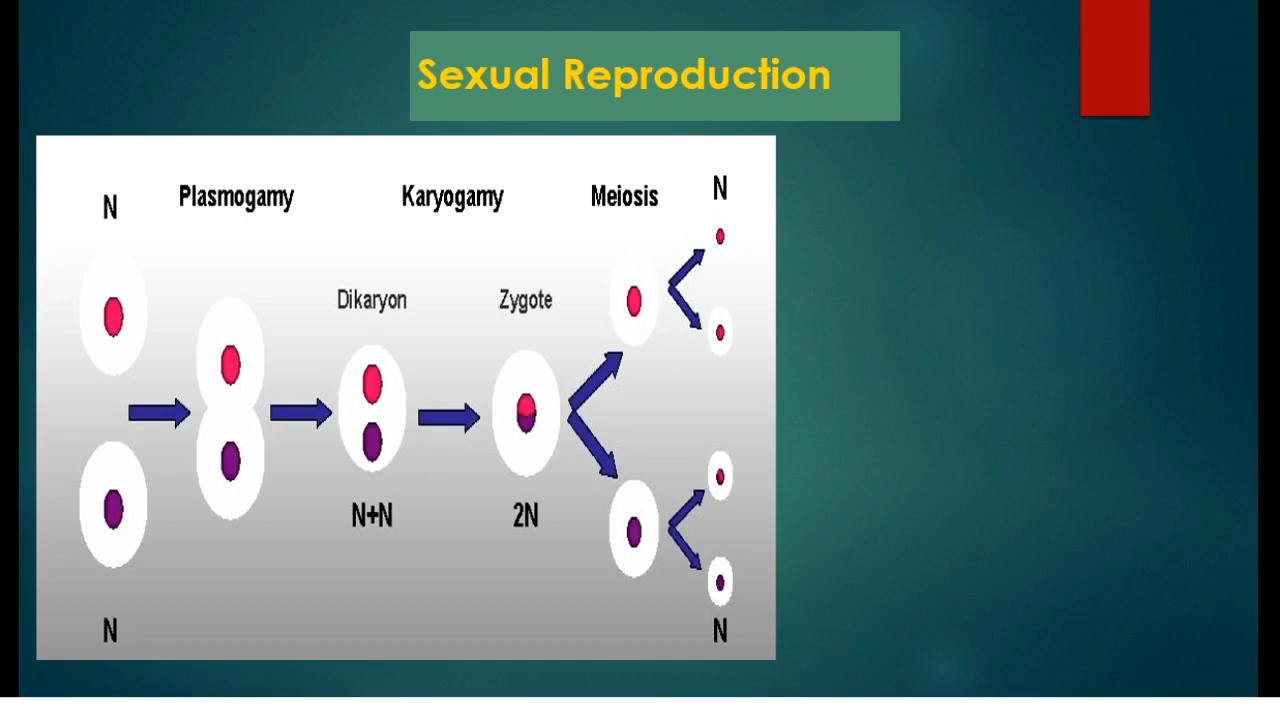 Sexual Reproduction
N
Plasmogamy
Karyogamy
Meiosis
N
Dikaryon
Zygote
N+N
2N
N
N